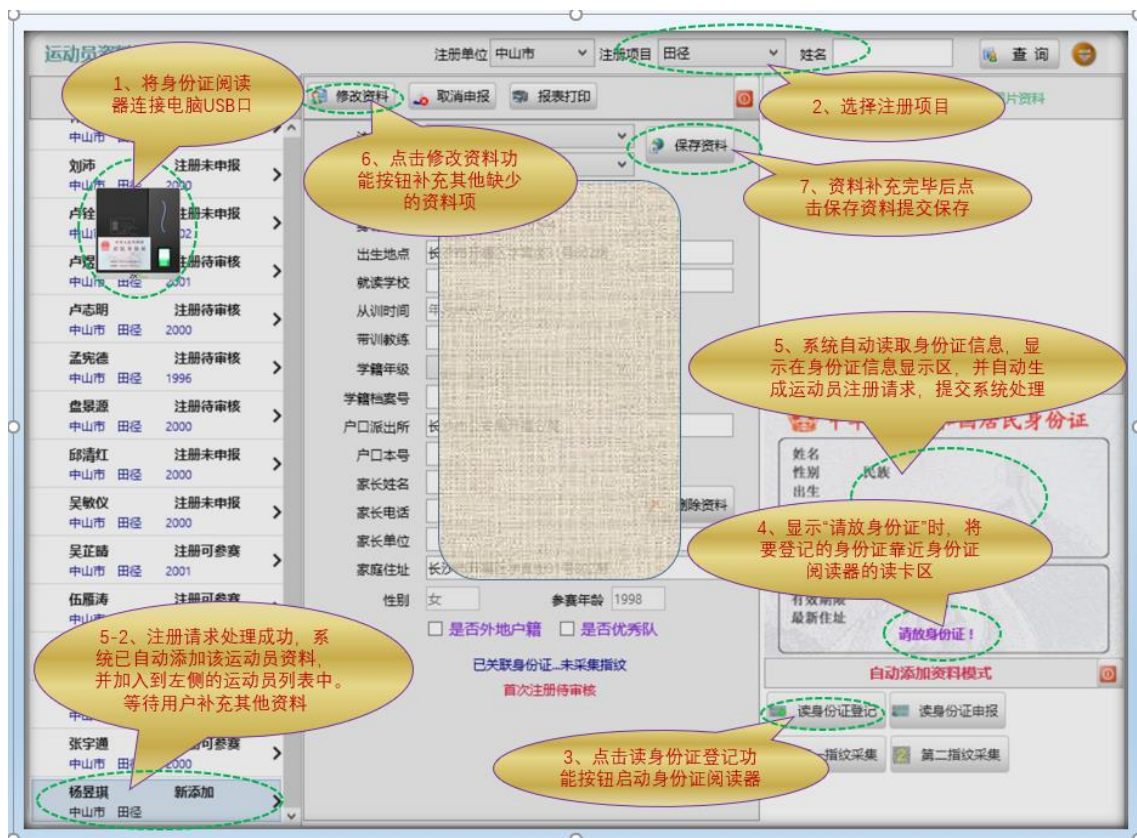 运动员资料
注册单位 中山市 注册项目 田径 姓名 查询
1、将身份证阅读
器连接电脑USB口
2、选择注册项目
片资料
修改资料 取消申报 报表打印
保存资料
6、点击修改资料功
能按钮补充其他缺少
的资料项
7、资料补充完毕后点
击保存资料提交保存
中山市
刘沛 注册未申报
中山市 田径 2000
注册未申报
注册待审核
中山市 田径 2001
卢志明 注册待审核
中山市 田径 2000
孟宪德 注册待审核
中山市 田径 1996
盘景源 注册待审核
中山市 田径 2000
邱清红 注册未申报
中山市 田径 2000
吴敏仪 注册未申报
中山市 田径 2000
吴芷晴 注册可参赛
中山市 田径 2001
伍雁涛 注册可参赛
5-2、注册请求处理成功，系
统已自动添加该运动员资料，
并加入到左侧的运动员列表中。
等待用户补充其他资料
张宇通 注册可参赛
中山市 田径 2000
杨昱琪 新添加
中山市 田径
出生地点
就读学校
从训时间
带训教练
学籍年级
学籍档案号
户口派出所
户口本号
家长姓名
家长电话
家长单位
家庭住址
删除资料
性别 女 参赛年龄 1998
是否外地户籍 是否优秀队
已关联身份证...未采集指纹
首次注册待审核
5、系统自动读取身份证信息，显
示在身份证信息显示区，并自动生
成运动员注册请求，提交系统处理
居民身份证
姓名
性别 民族
出生
4、显示“请放身份证”时，将
要登记的身份证靠近身份证
阅读器的读卡区
有效期限
最新住址
请放身份证！
自动添加资料模式
读身份证登记 读身份证申报
一指纹采集 第二指纹采集
3、点击读身份证登记功
能按钮启动身份证阅读器